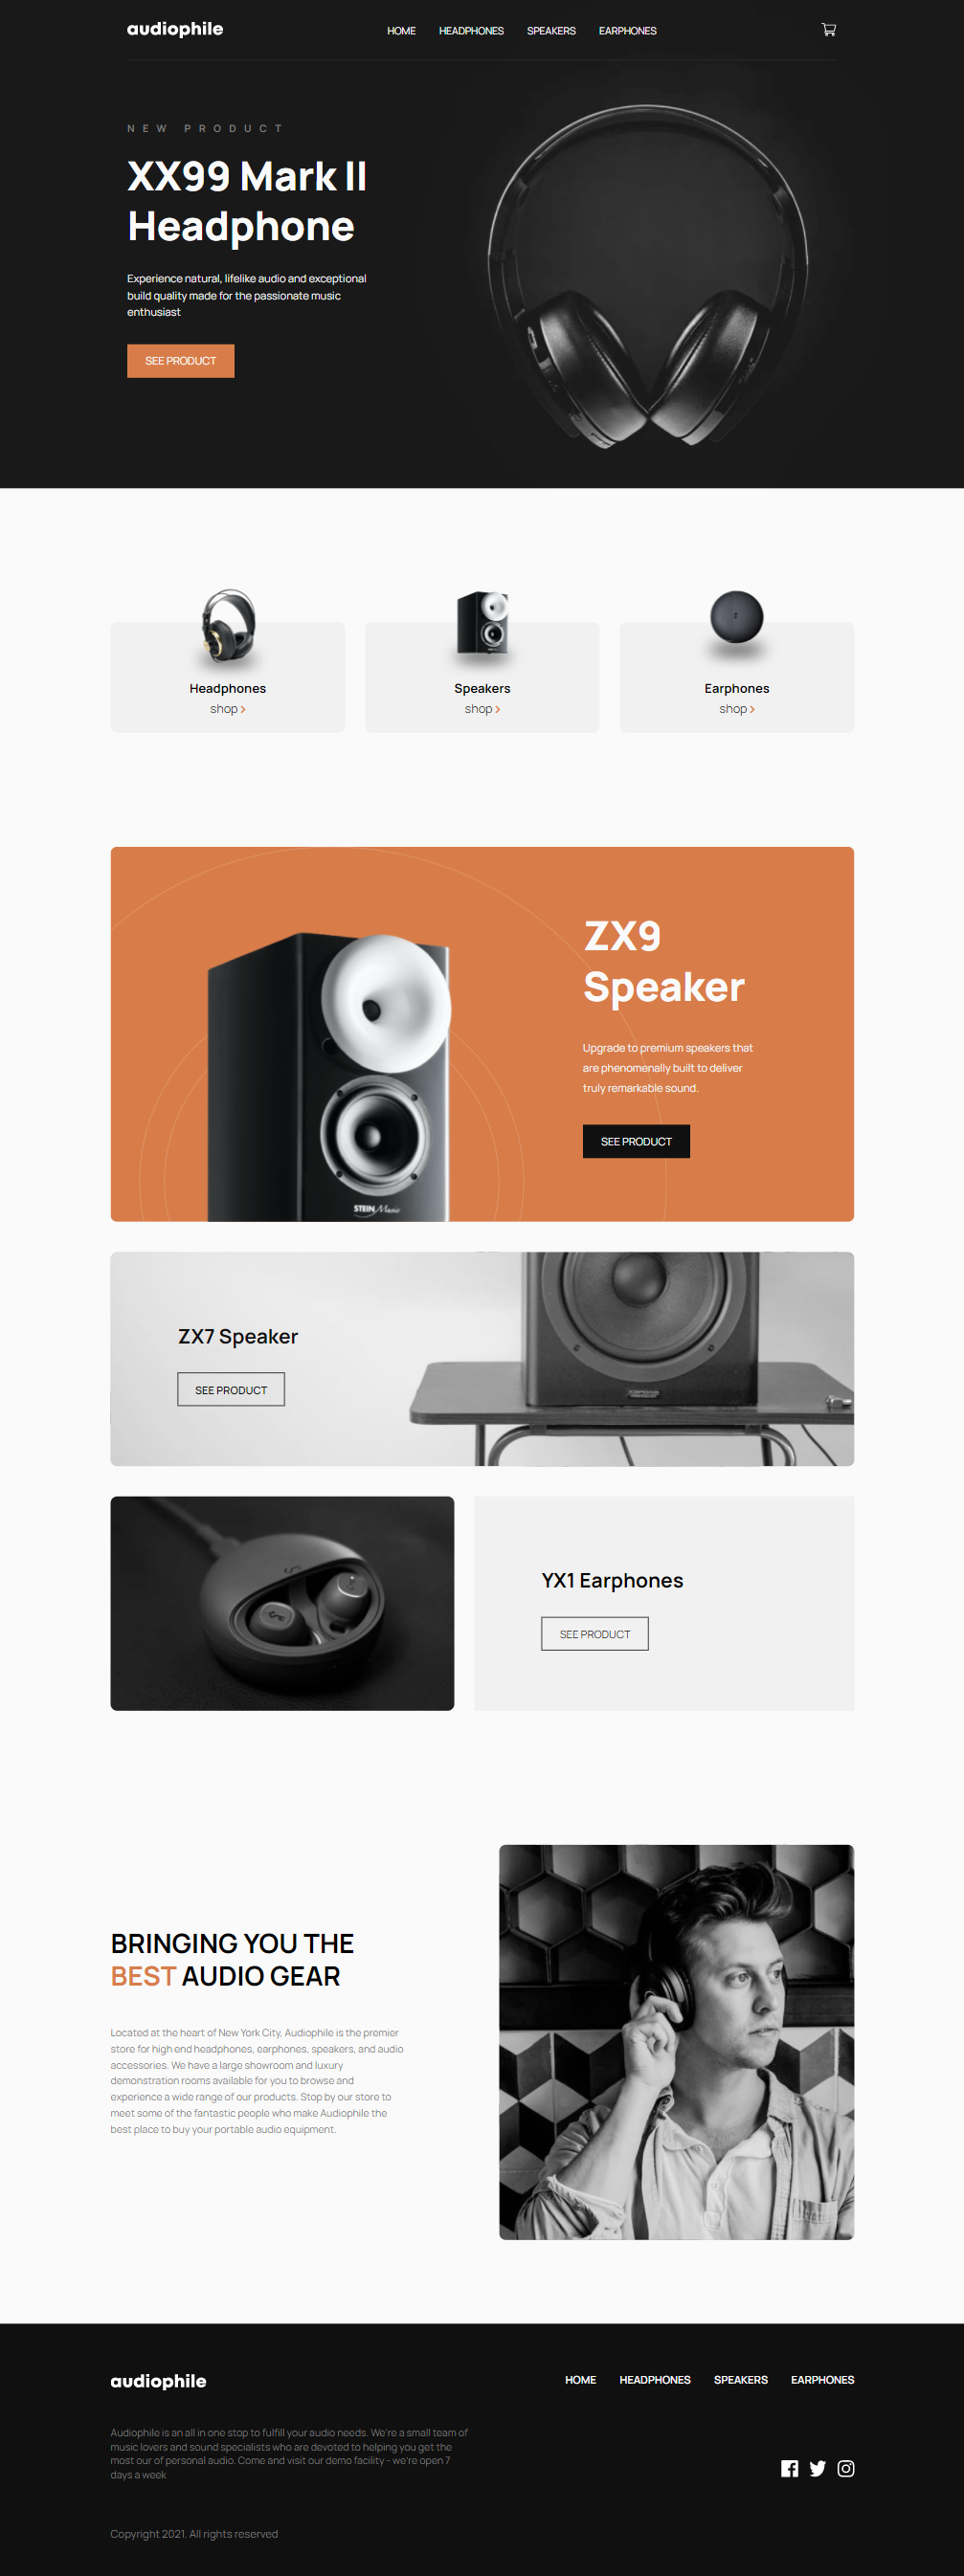 audiophile
HOME HEADPHONES SPEAKERS EARPHONES
NEW PRODUCT
XX99 Mark II
Headphone
Experience natural, lifelike audio and exceptional
build quality made for the passionate music
enthusiast
SEE PRODUCT
Headphones
shop
Speakers
shop
Earphones
shop
ZX9
Speaker
Upgrade to premium speakers that
are phenomenally built to deliver
truly remarkable sound.
SEE PRODUCT
STEIN Music
ZX7 Speaker
SEE PRODUCT
YX1 Earphones
SEE PRODUCT
BRINGING YOU THE
BEST AUDIO GEAR
Located at the heart of New York City, Audiophile is the premier
store for high end headphones, earphones, speakers, and audio
accessories. We have a large showroom and luxury
demonstration rooms available for you to browse and
experience a wide range of our products. Stop by our store to
meet some of the fantastic people who make Audiophile the
best place to buy your portable audio equipment.
audiophile
HOME HEADPHONES SPEAKERS EARPHONES
Audiophile is an all in one stop to fulfill your audio needs. We're a small team of
music lovers and sound specialists who are devoted to helping you get the
most our of personal audio. Come and visit our demo facility - we're open 7
days a week
Copyright 2021. All rights reserved